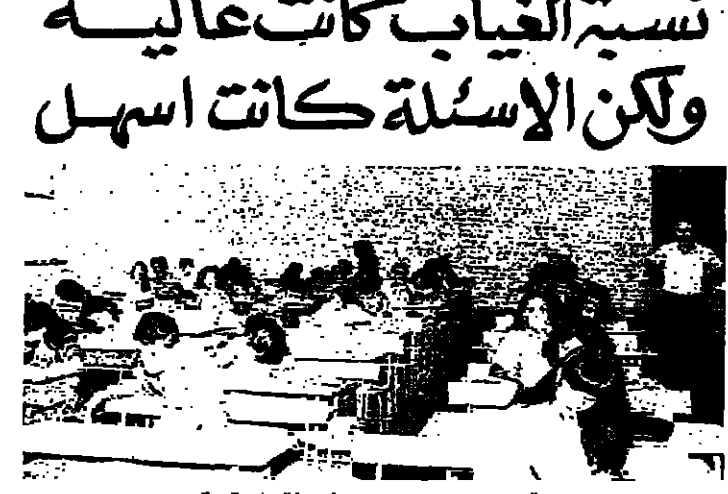 نسبة الغياب كانت عالية
ولكن الاسئلة كانت اسهل